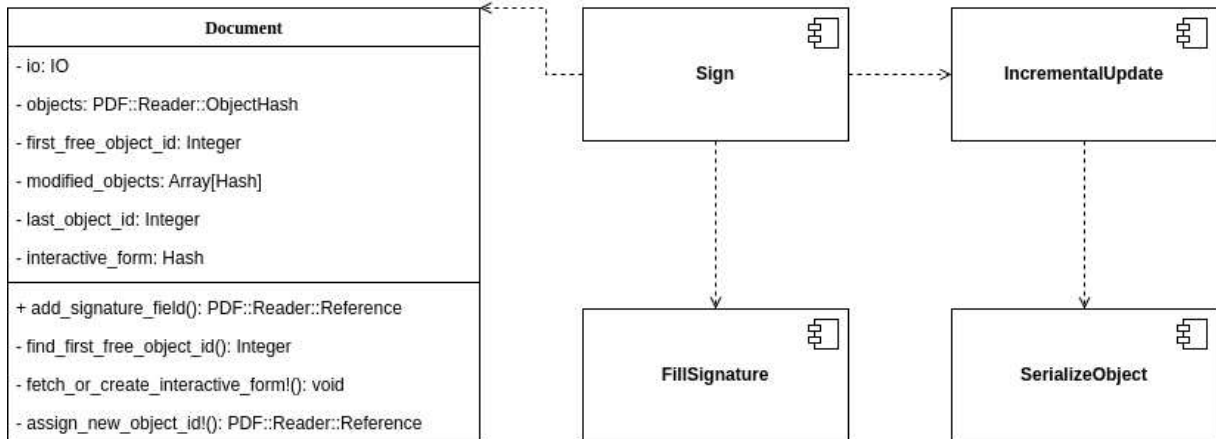 Document
- io: IO
- objects: PDF::Reader::ObjectHash
- first_free_object_id: Integer
- modified_objects: Array[Hash]
- last_object_id: Integer
- interactive_form: Hash
+ add_signature_field(): PDF::Reader::Reference
- find_first_free_object_id(): Integer
- fetch_or_create_interactive_form!(): void
- assign_new_object_id!(): PDF::Reader::Reference
Sign
IncrementalUpdate
FillSignature
SerializeObject